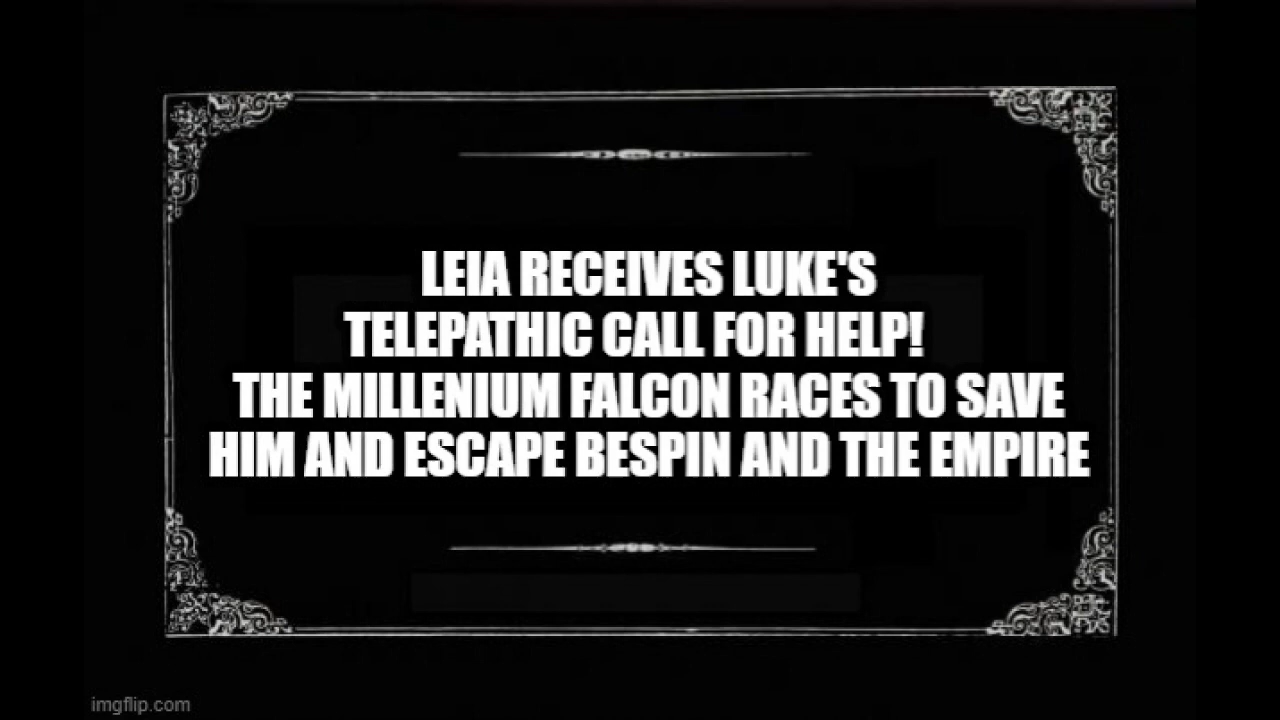 LEIA RECEIVES LUKE'S
TELEPATHIC CALL FOR HELP!
THE MILLENIUM FALCON RACES TO SAVE
HIM AND ESCAPE BESPIN AND THE EMPIRE
imgflip.com